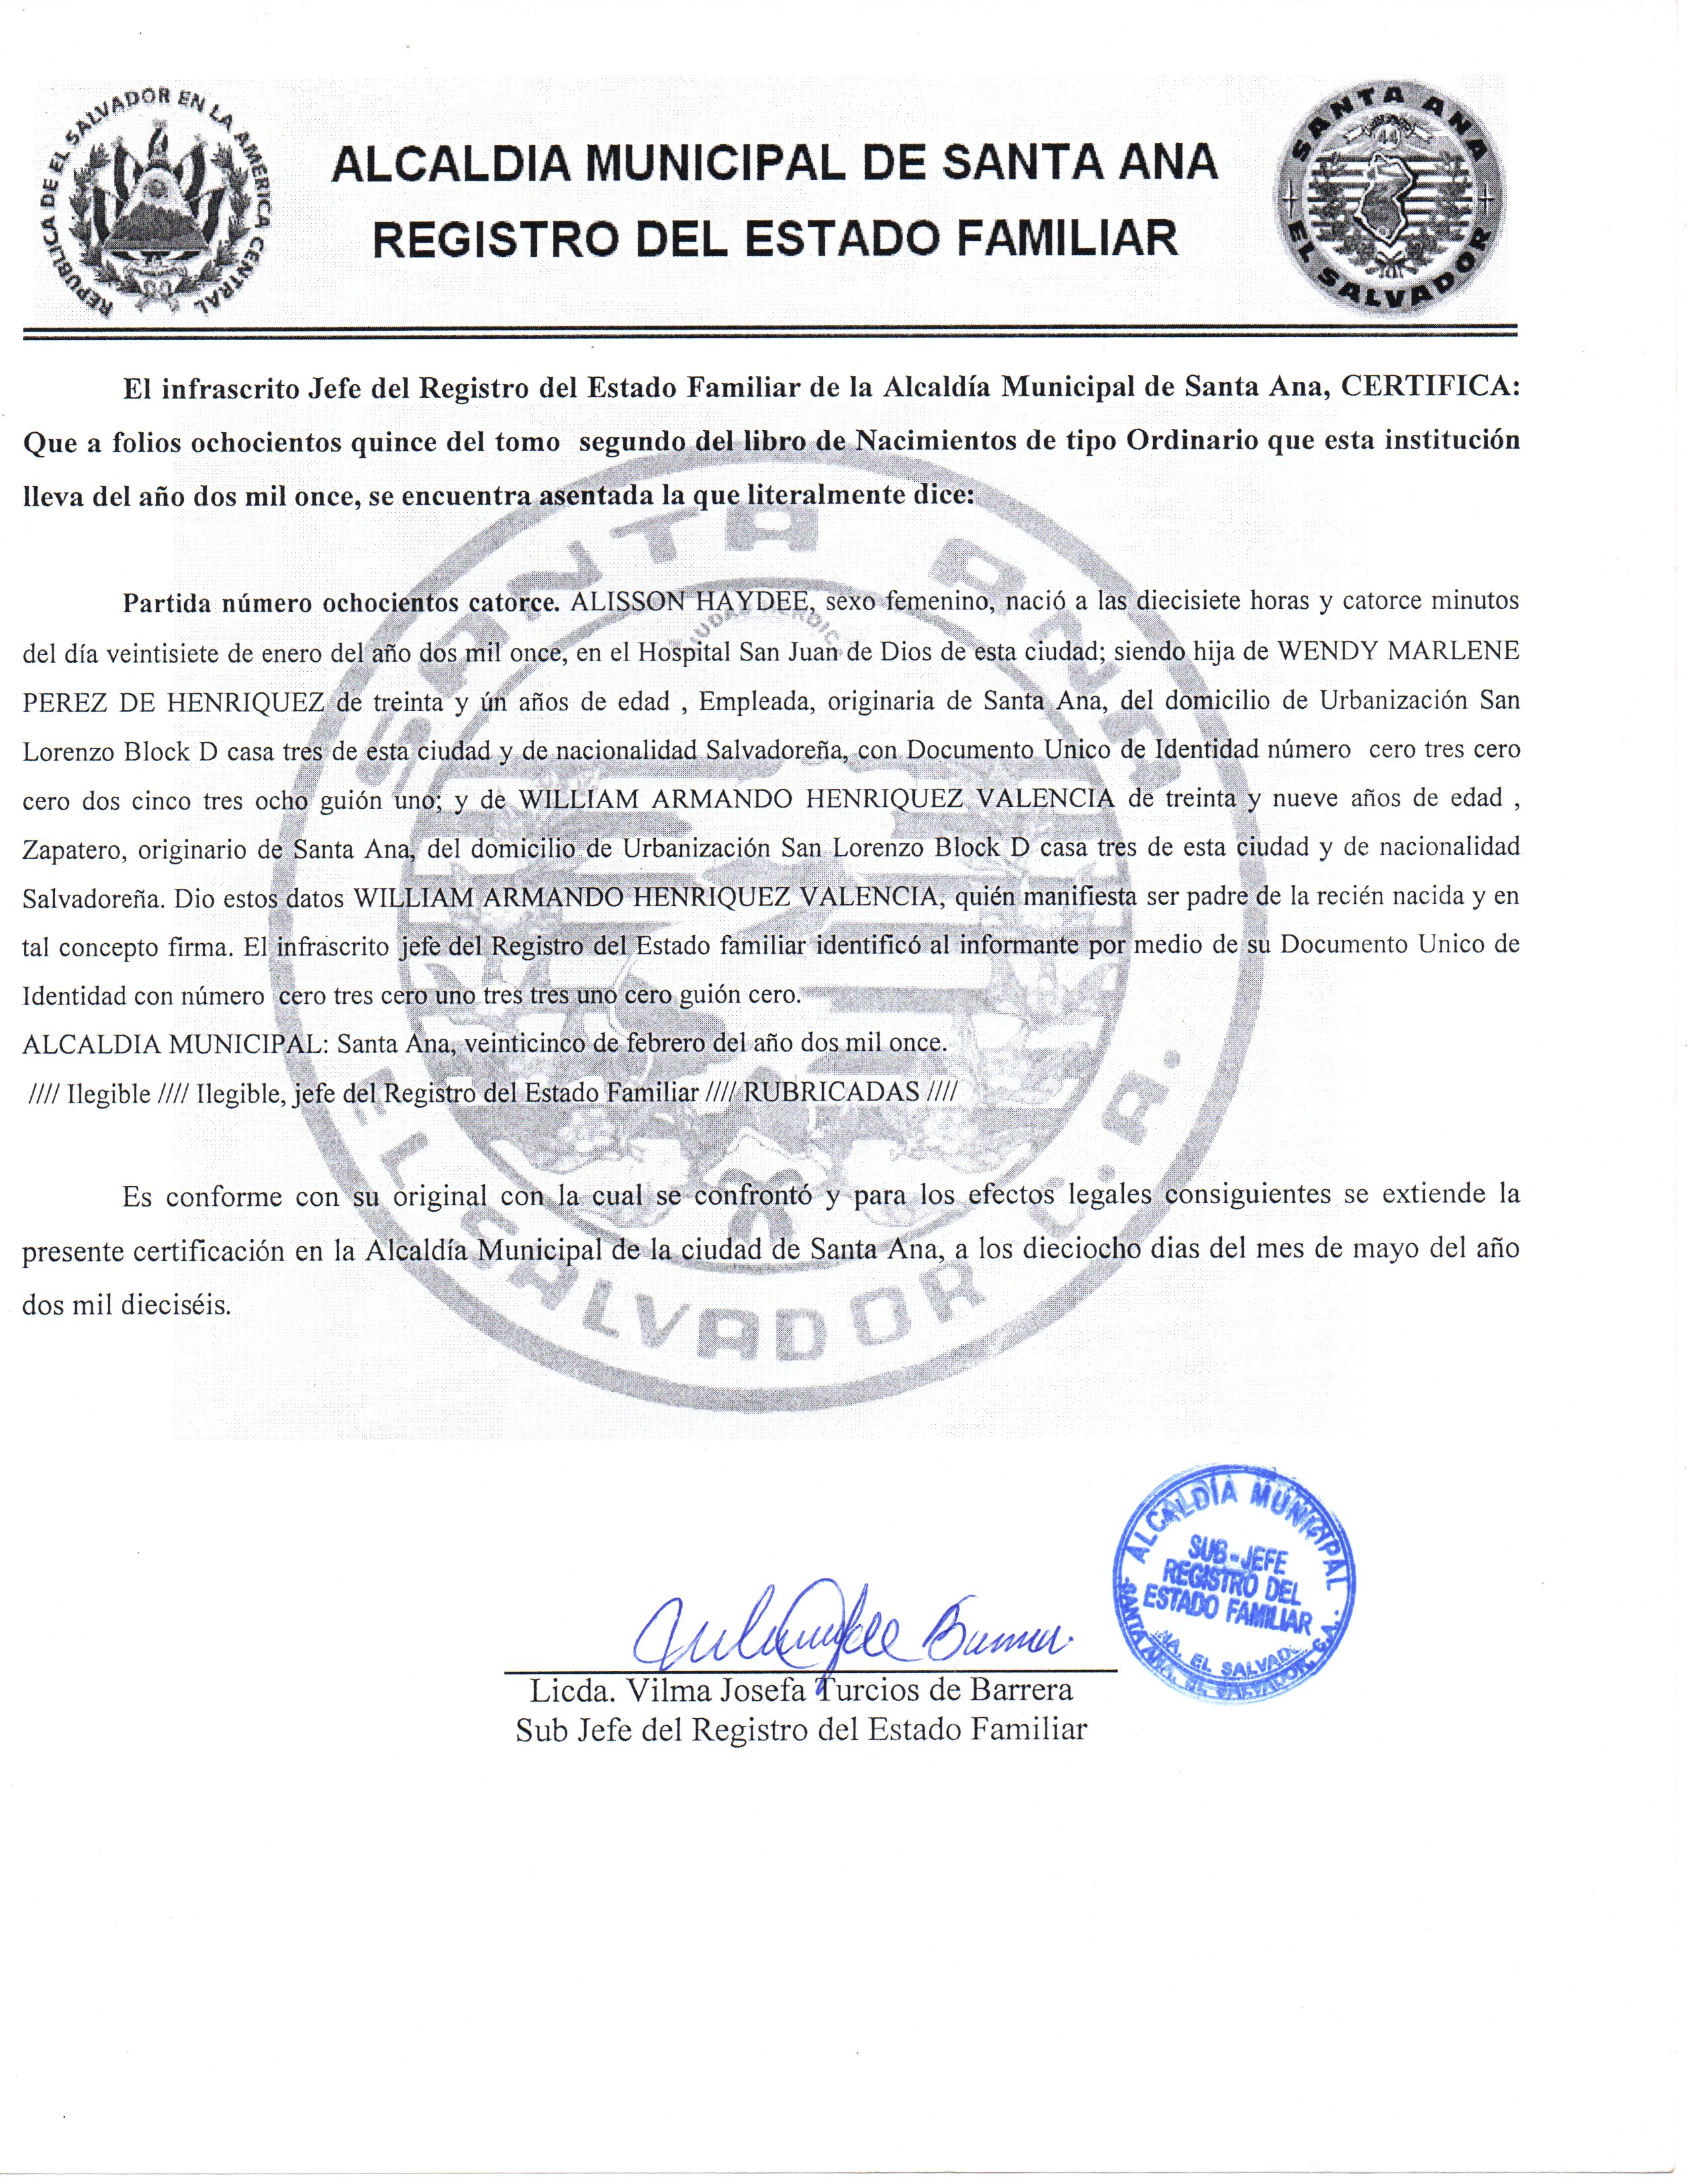 REPUBLICA DE EL SALVADOR EN LA AMERICA CENTRAL
ALCALDIA MUNICIPAL DE SANTA ANA
REGISTRO DEL ESTADO FAMILIAR
SANTA ANA
EL SALVADOR
El infrascrito Jefe del Registro del Estado Familiar de la Alcaldía Municipal de Santa Ana, CERTIFICA:
Que a folios ochocientos quince del tomo segundo del libro de Nacimientos de tipo Ordinario que esta institución
lleva del año dos mil once, se encuentra asentada la que literalmente dice:
Partida número ochocientos catorce. ALISSON HAYDEE, sexo femenino, nació a las diecisiete horas y catorce minutos
del día veintisiete de enero del año dos mil once, en el Hospital San Juan de Dios de esta ciudad; siendo hija de WENDY MARLENE
PEREZ DE HENRIQUEZ de treinta y ún años de edad , Empleada, originaria de Santa Ana, del domicilio de Urbanización San
Lorenzo Block D casa tres de esta ciudad y de nacionalidad Salvadoreña, con Documento Unico de Identidad número cero tres cero
cero dos cinco tres ocho guión uno; y de WILLIAM ARMANDO HENRIQUEZ VALENCIA de treinta y nueve años de edad ,
Zapatero, originario de Santa Ana, del domicilio de Urbanización San Lorenzo Block D casa tres de esta ciudad y de nacionalidad
Salvadoreña. Dio estos datos WILLIAM ARMANDO HENRIQUEZ VALENCIA, quién manifiesta ser padre de la recién nacida y en
tal concepto firma. El infrascrito jefe del Registro del Estado familiar identificó al informante por medio de su Documento Unico de
Identidad con número cero tres cero uno tres tres uno cero guión cero.
ALCALDIA MUNICIPAL: Santa Ana, veinticinco de febrero del año dos mil once.
//// Ilegible //// Ilegible, jefe del Registro del Estado Familiar //// RUBRICADAS ////
Es conforme con su original con la cual se confrontó y para los efectos legales consiguientes se extiende la
presente certificación en la Alcaldía Municipal de la ciudad de Santa Ana, a los dieciocho dias del mes de mayo del año
dos mil dieciséis.
SANTA ANA
EL SALVADOR C.A.
ALCALDÍA MUNICIPAL
SUB-JEFE
REGISTRO DEL
ESTADO FAMILIAR
SANTA ANA, EL SALVADOR, C.A.
Licda. Vilma Josefa Turcios de Barrera
Sub Jefe del Registro del Estado Familiar